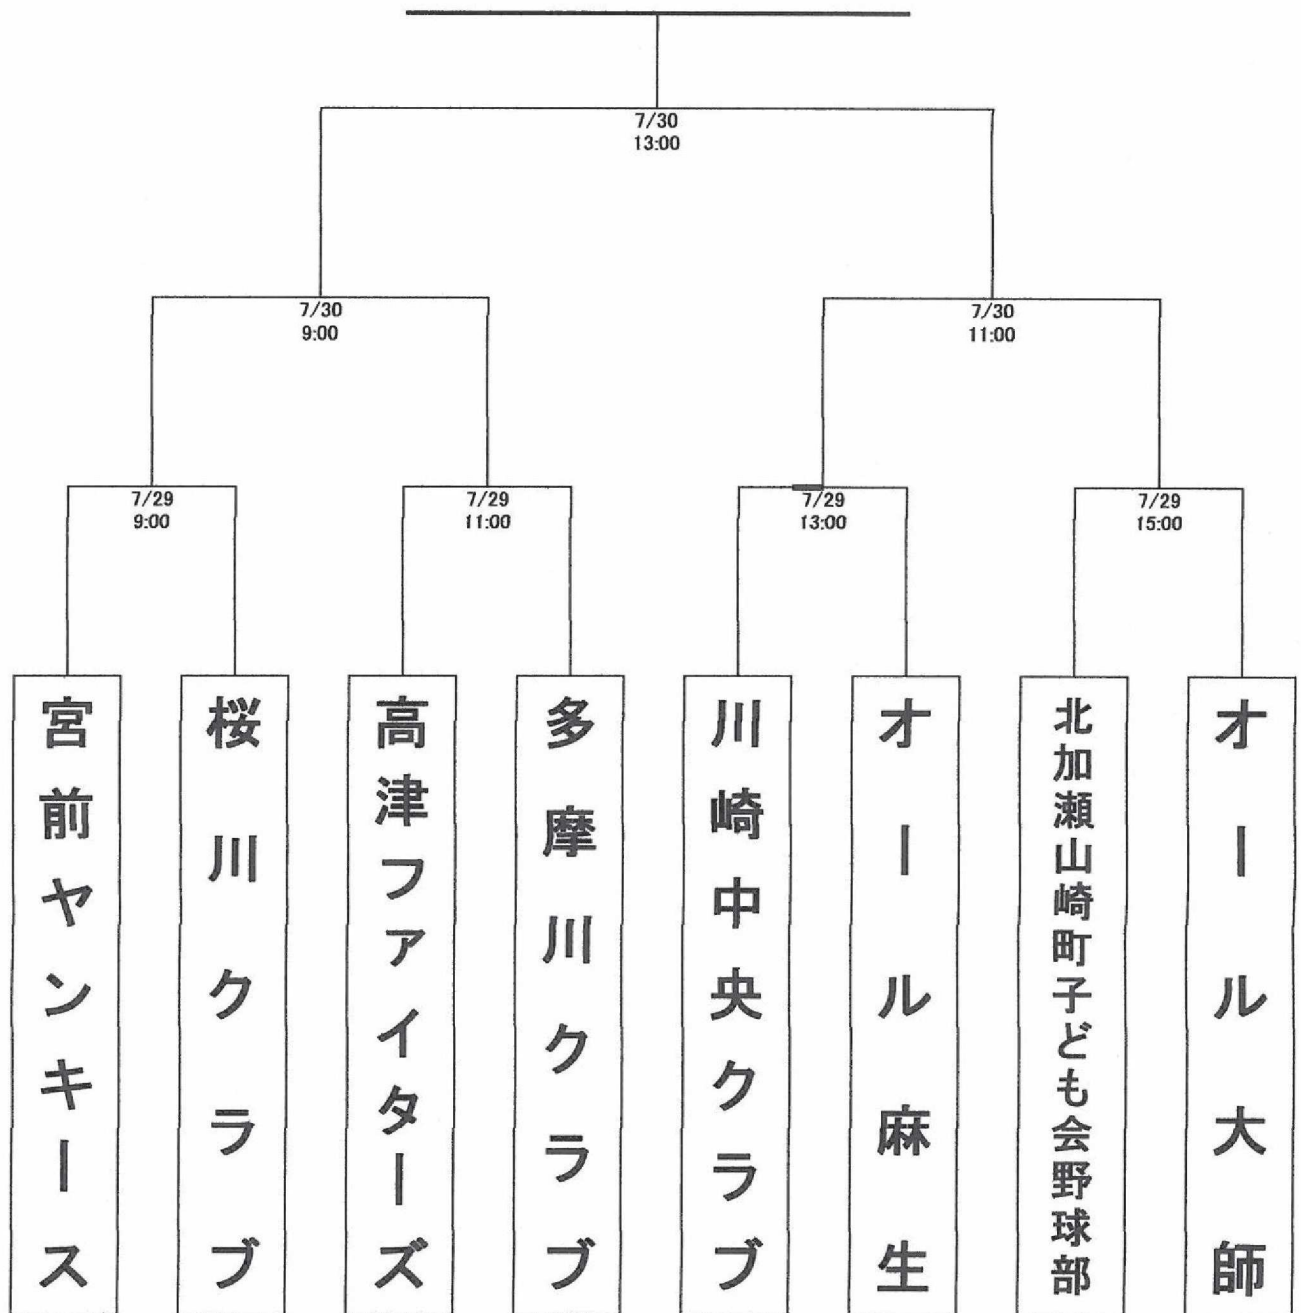 7/30
13:00
7/30
9:00
7/30
11:00
7/29
9:00
7/29
11:00
7/29
13:00
7/29
15:00
宮前ヤンキース
桜川クラブ
高津ファイターズ
多摩川クラブ
川崎中央クラブ
オール麻生
北加瀬山崎町子ども会野球部
オール大師